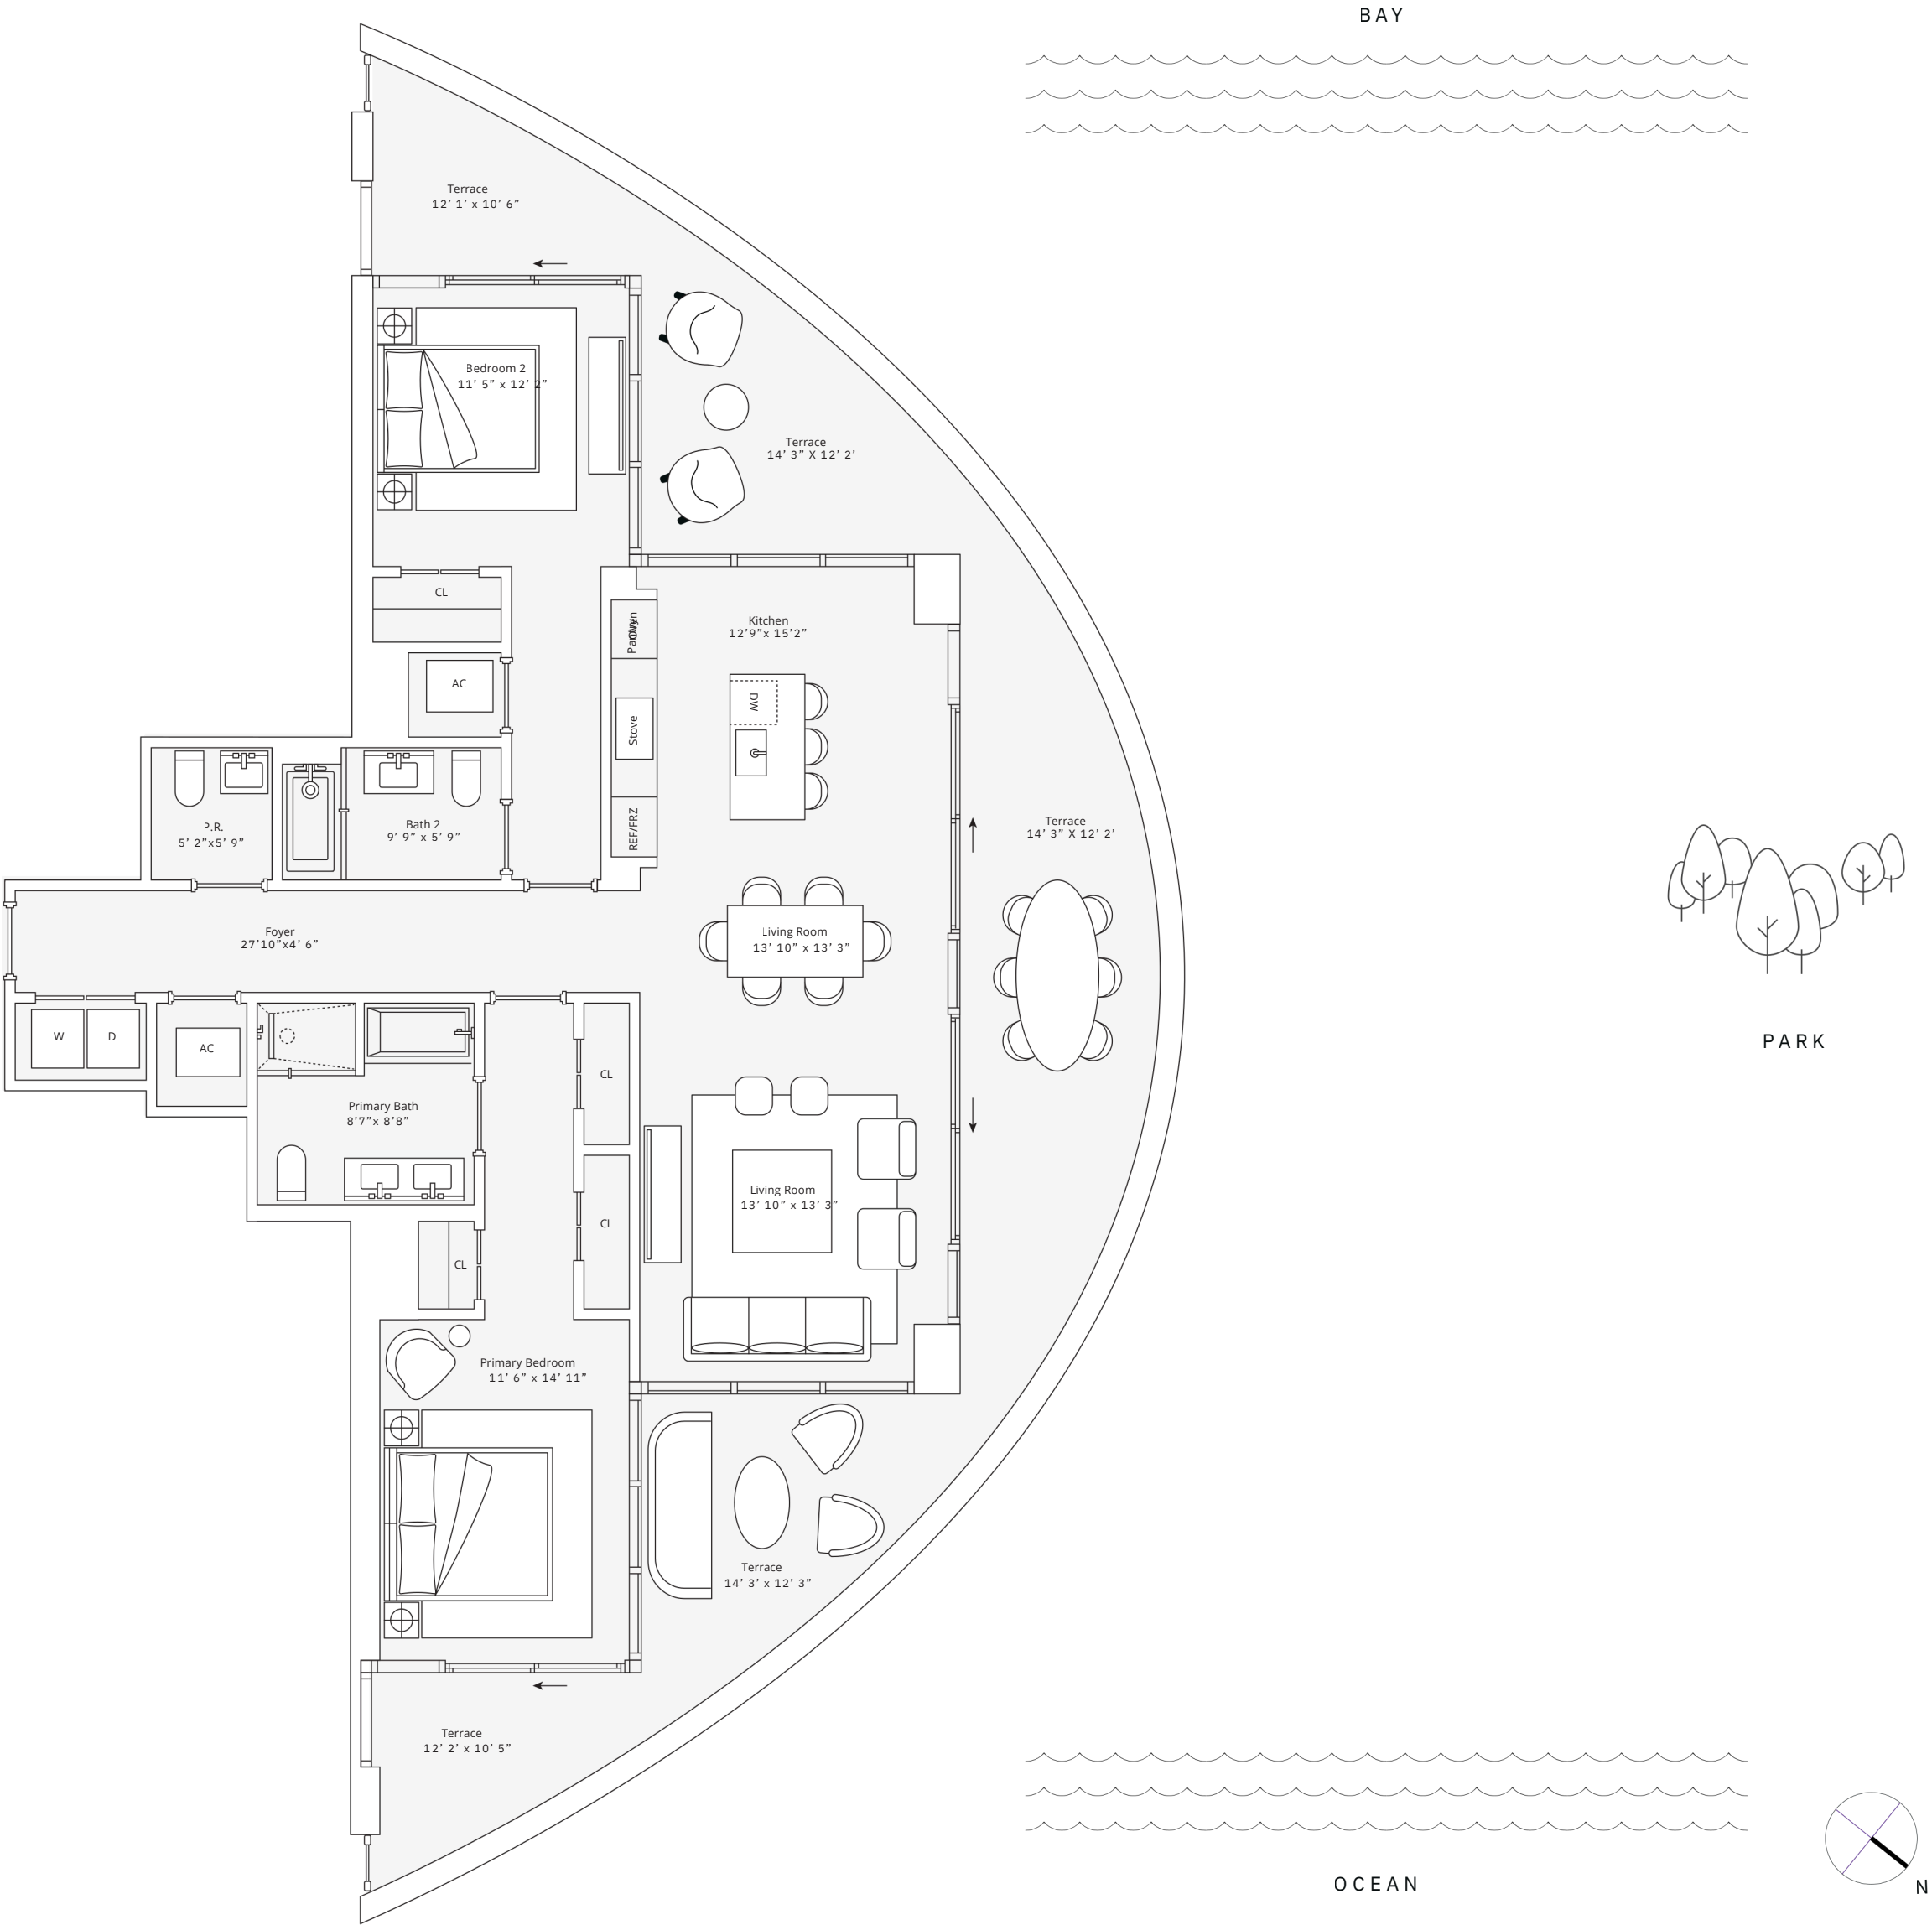 BAY
Terrace
12’ 1’ x 10’ 6”
Bedroom 2
11’ 5” x 12’ 2”
Terrace
14’ 3” X 12’ 2’
CL
Pantry
Oven
Kitchen
12’9”x 15’2”
AC
DW
Stove
P.R.
5’ 2”x5’ 9”
Bath 2
9’ 9” x 5’ 9”
REF/FRZ
Terrace
14’ 3” X 12’ 2’
Foyer
27’10”x4’ 6”
Living Room
13’ 10” x 13’ 3”
W
D
AC
CL
PARK
Primary Bath
8’7”x 8’8”
Living Room
13’ 10” x 13’ 3”
CL
CL
Primary Bedroom
11’ 6” x 14’ 11”
Terrace
14’ 3’ x 12’ 3”
Terrace
12’ 2’ x 10’ 5”
OCEAN
N